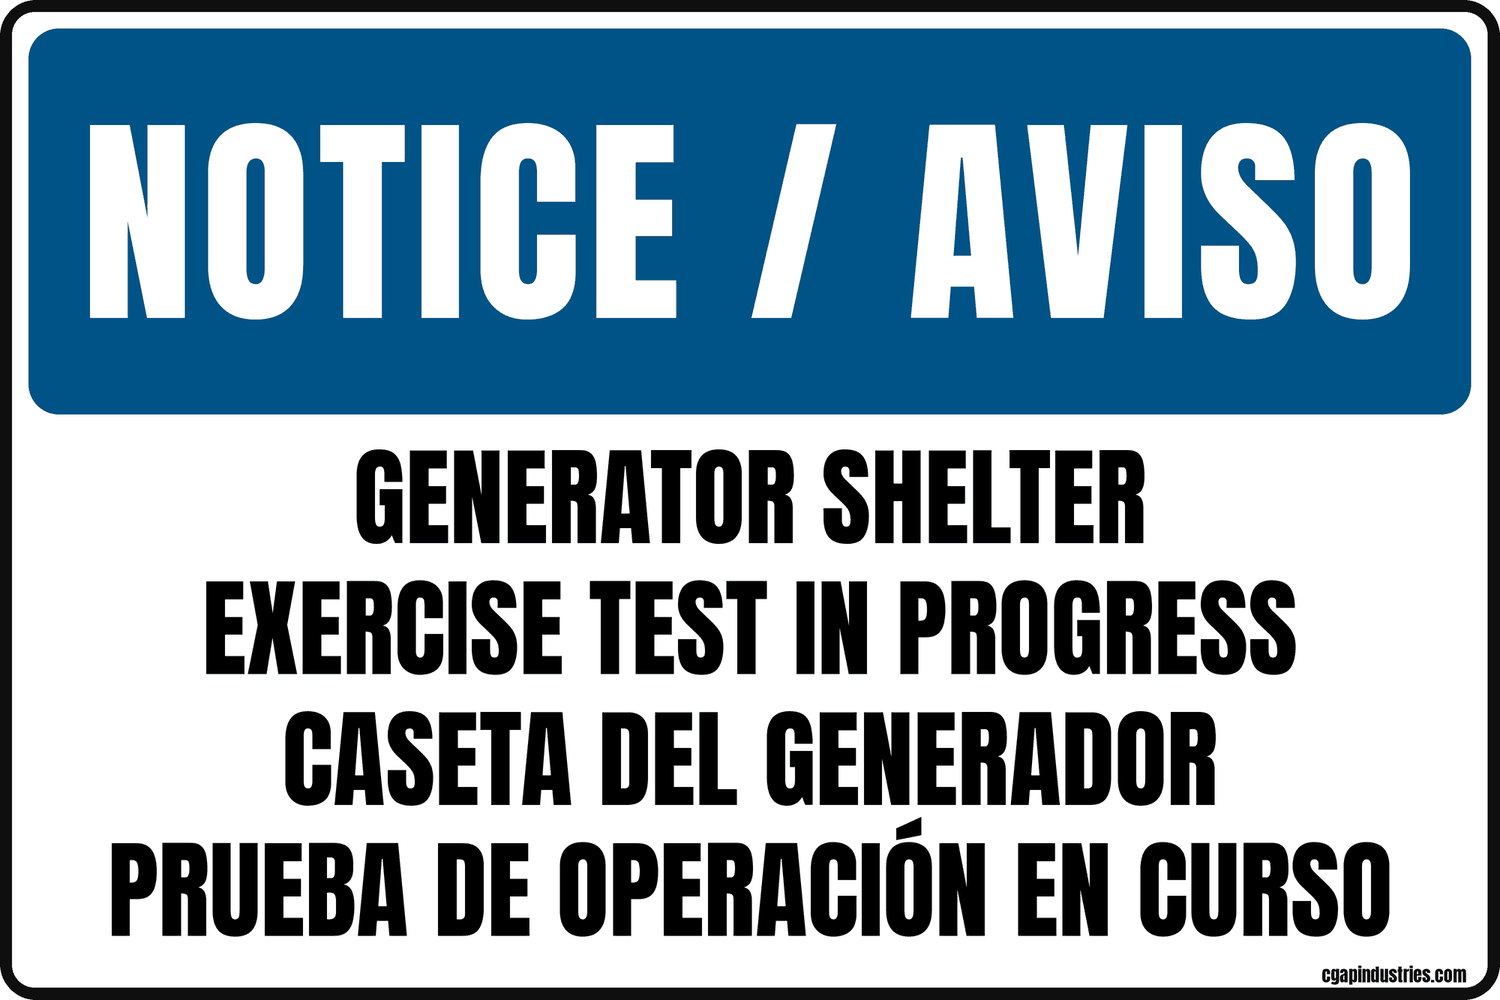 NOTICE / AVISO
GENERATOR SHELTER
EXERCISE TEST IN PROGRESS
CASETA DEL GENERADOR
PRUEBA DE OPERACIÓN EN CURSO
cgapindustries.com